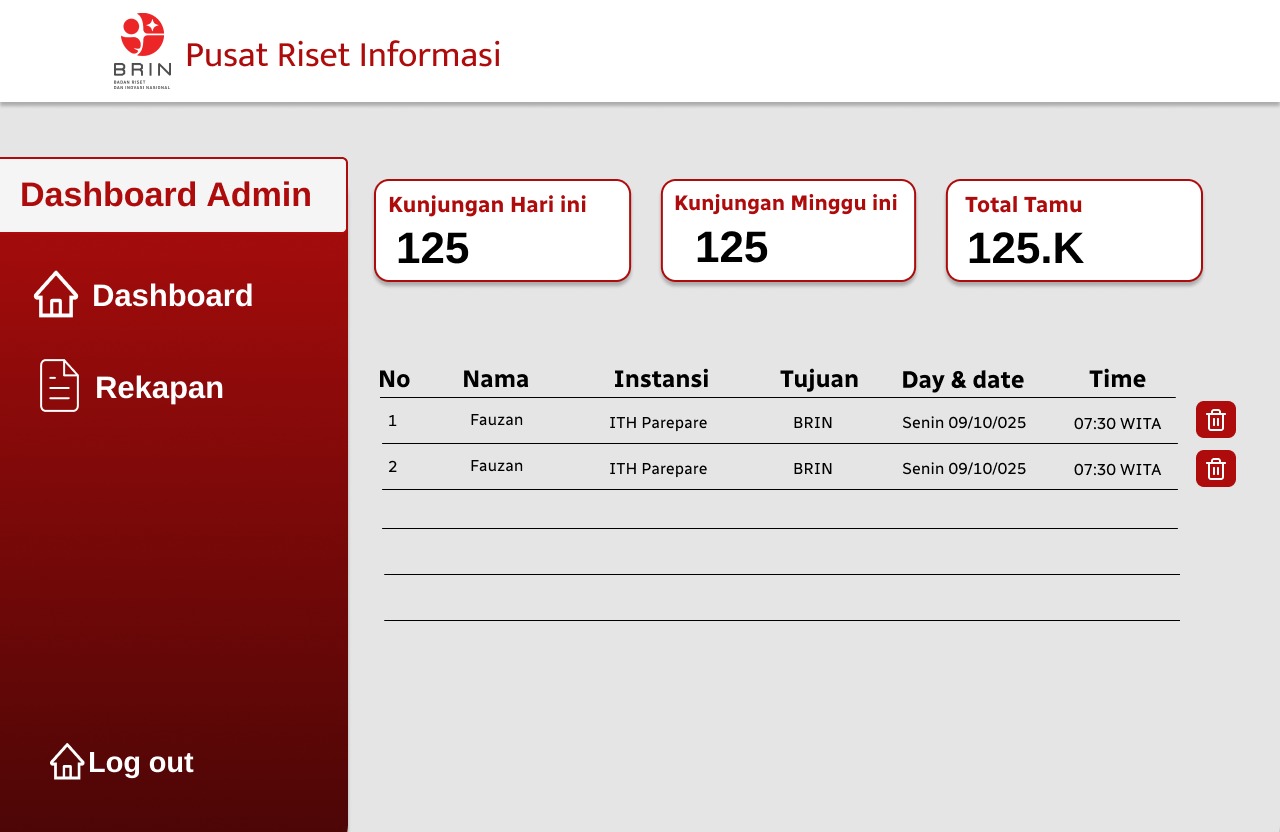 BRIN
BADAN RISET
DAN INOVASI NASIONAL
Pusat Riset Informasi
Dashboard Admin
Dashboard
Rekapan
Log out
Kunjungan Hari ini
125
Kunjungan Minggu ini
125
Total Tamu
125.K
No Nama Instansi Tujuan Day & date Time
1 Fauzan ITH Parepare BRIN Senin 09/10/025 07:30 WITA
2 Fauzan ITH Parepare BRIN Senin 09/10/025 07:30 WITA